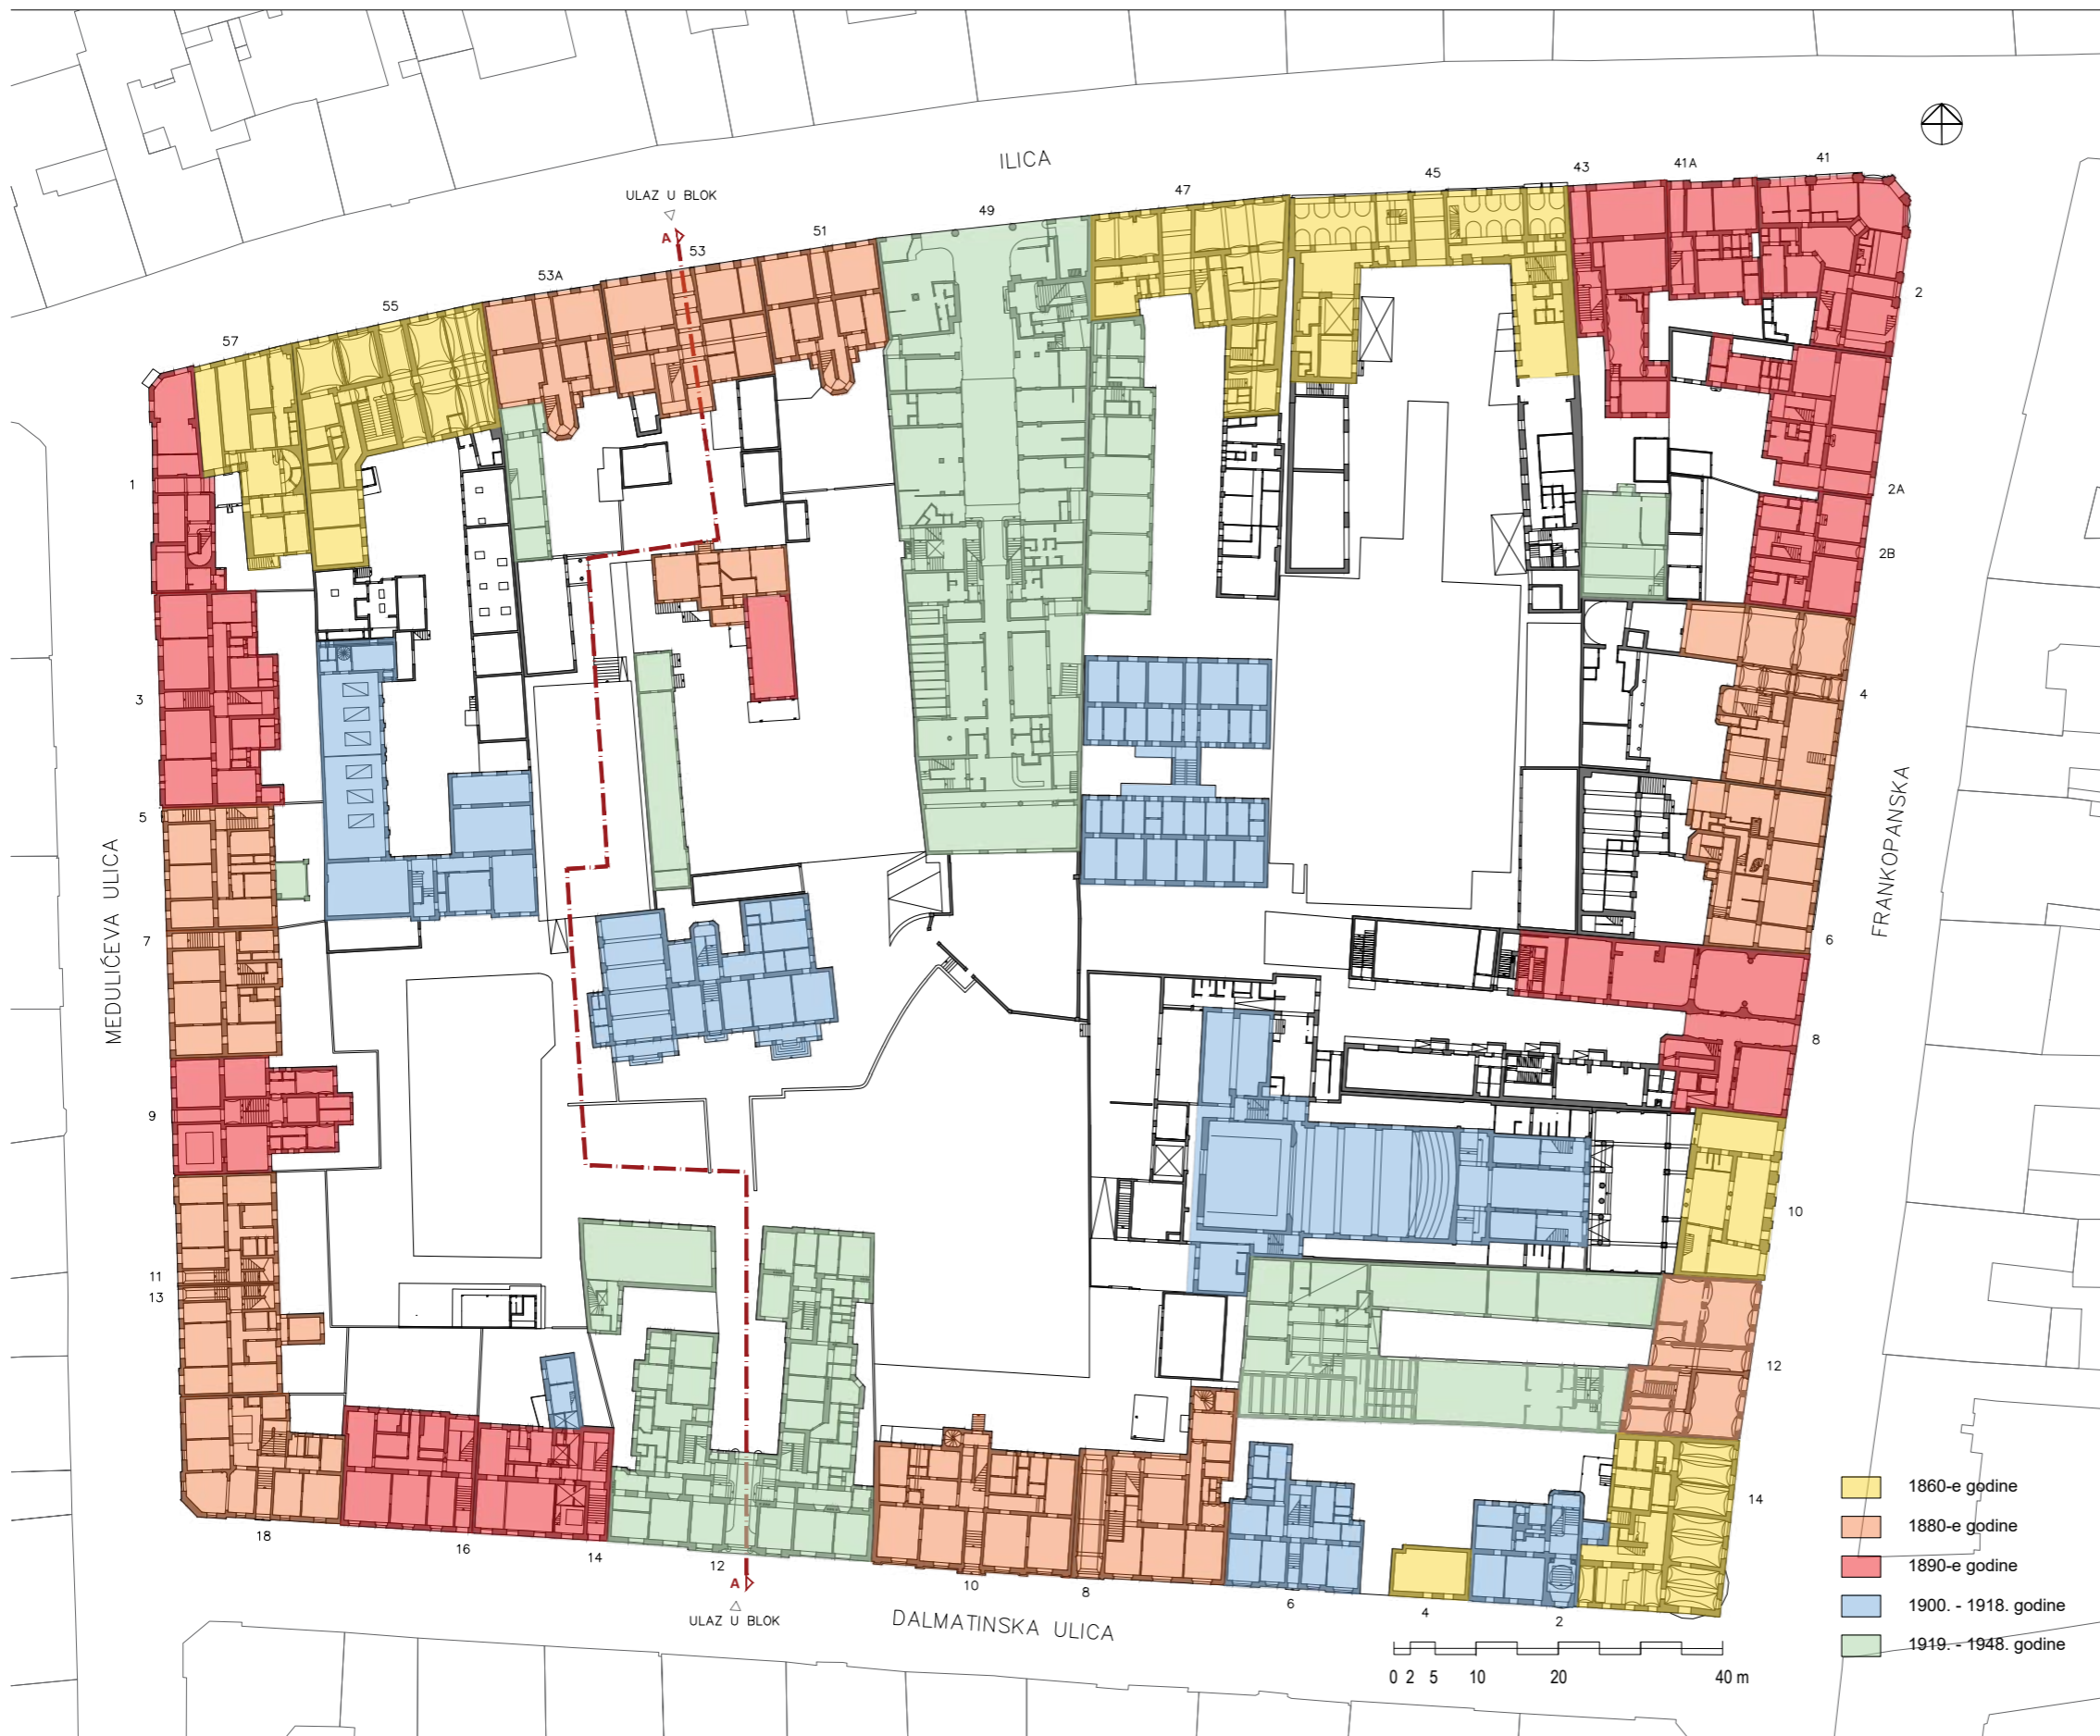 ILICA
43
41A
41
45
47
49
ULAZ U BLOK
A
53
51
53A
55
57
2
1
2A
2B
3
4
5
MEDULIĆEVA ULICA
FRANKOPANSKA
7
6
8
9
10
11
13
12
14
18
16
14
12
A
ULAZ U BLOK
10
8
6
4
2
DALMATINSKA ULICA
1860-e godine
1880-e godine
1890-e godine
1900. - 1918. godine
1919. - 1948. godine
0 2 5 10 20 40 m